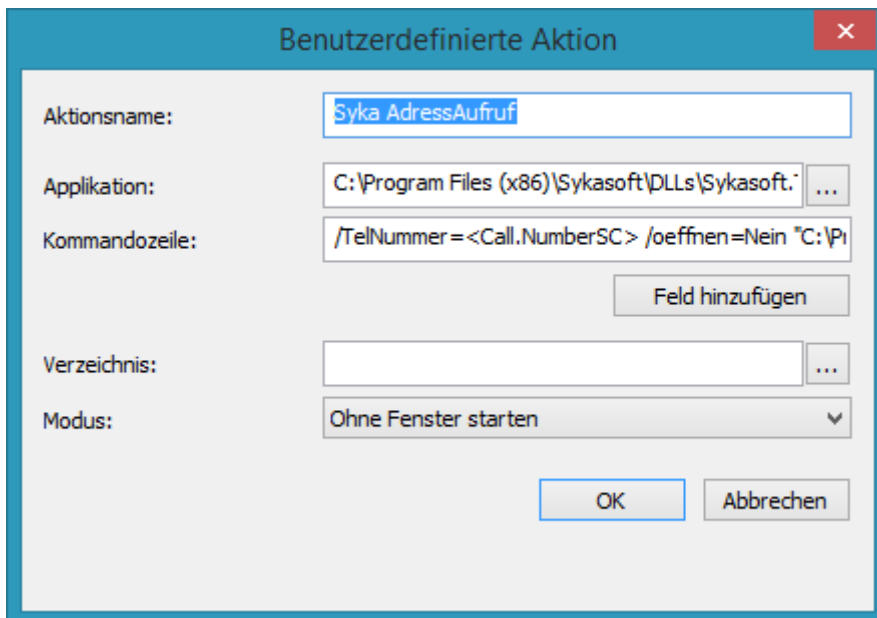 Benutzerdefinierte Aktion
Aktionsname: Syka AdressAufruf
Applikation: C:\Program Files (x86)\Sykasoft\DLLs\Sykasoft. ...
Kommandozeile: /TelNummer=<Call.NumberSC> /oeffnen=Nein "C:\Pr
Feld hinzufügen
Verzeichnis: ...
Modus: Ohne Fenster starten
OK Abbrechen